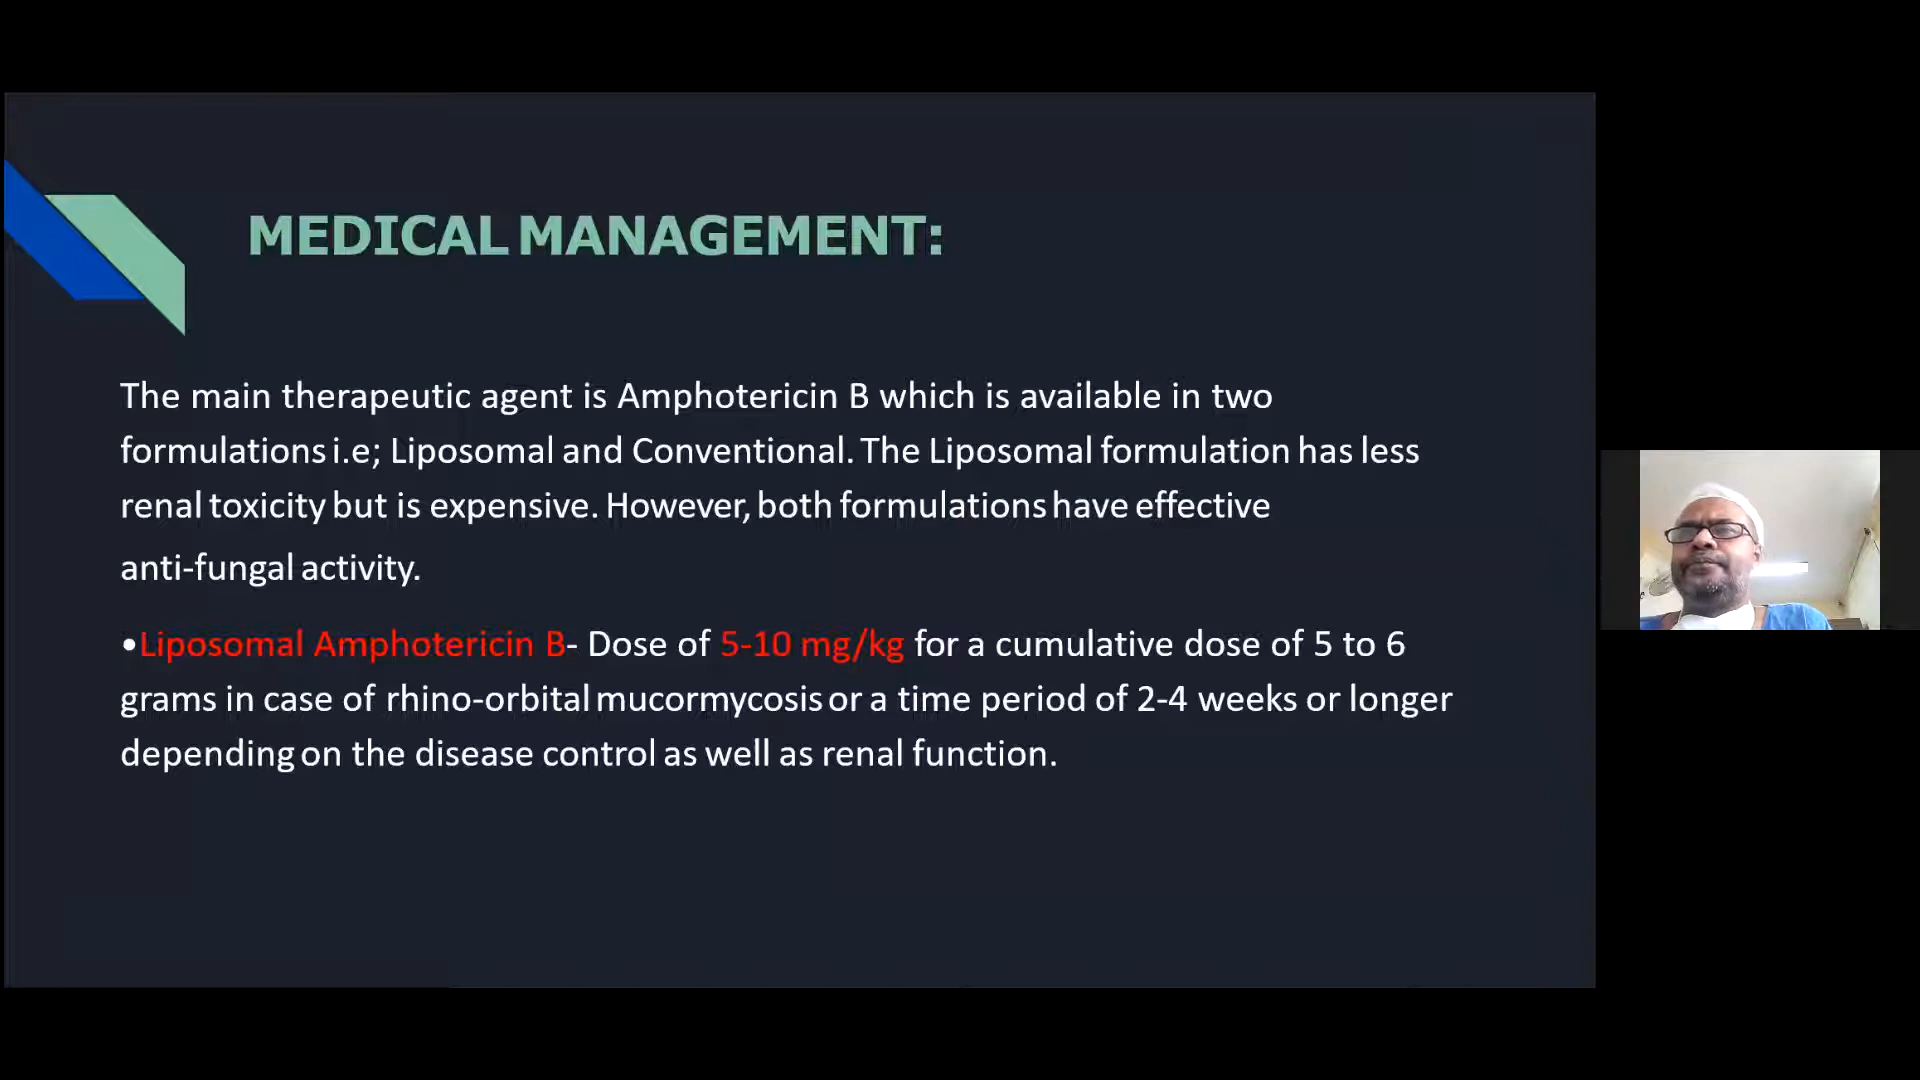 MEDICAL MANAGEMENT:
The main therapeutic agent is Amphotericin B which is available in two
formulations i.e; Liposomal and Conventional. The Liposomal formulation has less
renal toxicity but is expensive. However, both formulations have effective
anti-fungal activity.
•Liposomal Amphotericin B- Dose of 5-10 mg/kg for a cumulative dose of 5 to 6
grams in case of rhino-orbital mucormycosis or a time period of 2-4 weeks or longer
depending on the disease control as well as renal function.